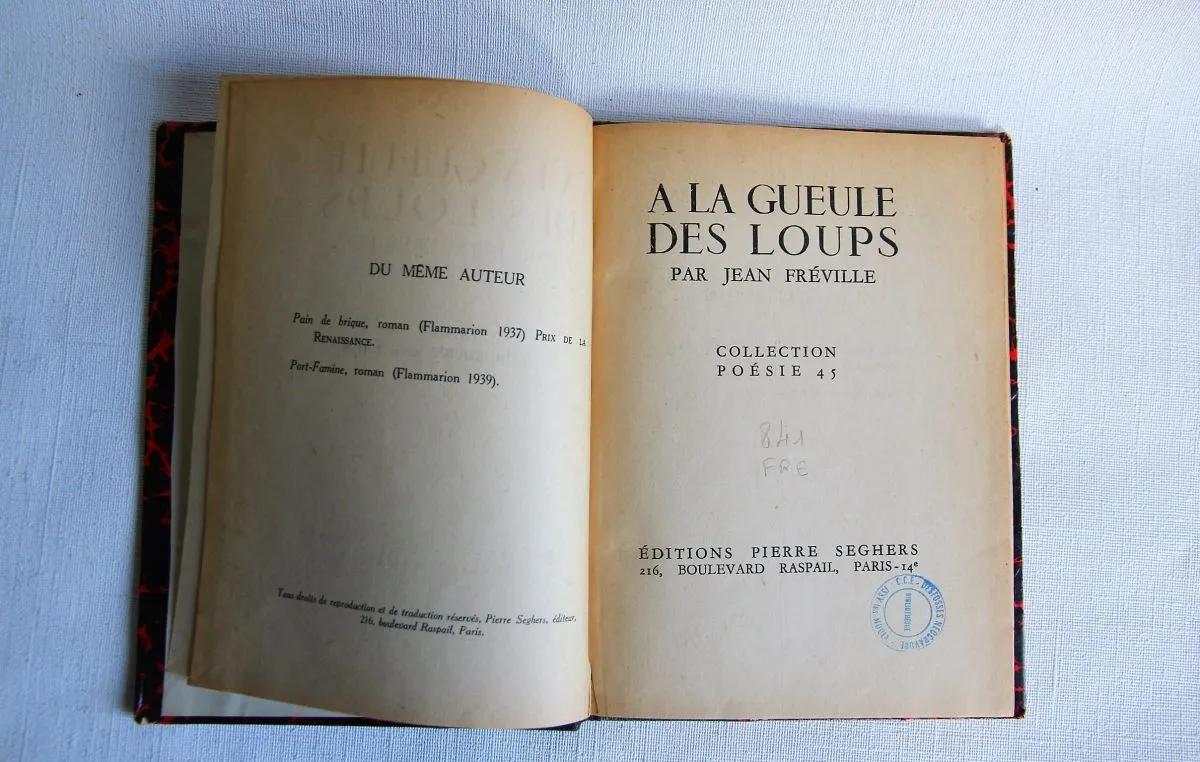 DU MÊME AUTEUR
Pain de brique, roman (Flammarion 1937) PRIX DE LA
RENAISSANCE.
Port-Famine, roman (Flammarion 1939).
Tous droits de reproduction et de traduction réservés, Pierre Seghers, éditeur,
216, boulevard Raspail, Paris.
A LA GUEULE
DES LOUPS
PAR JEAN FRÉVILLE
COLLECTION
POÉSIE 45
ÉDITIONS PIERRE SEGHERS
216, BOULEVARD RASPAIL, PARIS-14e